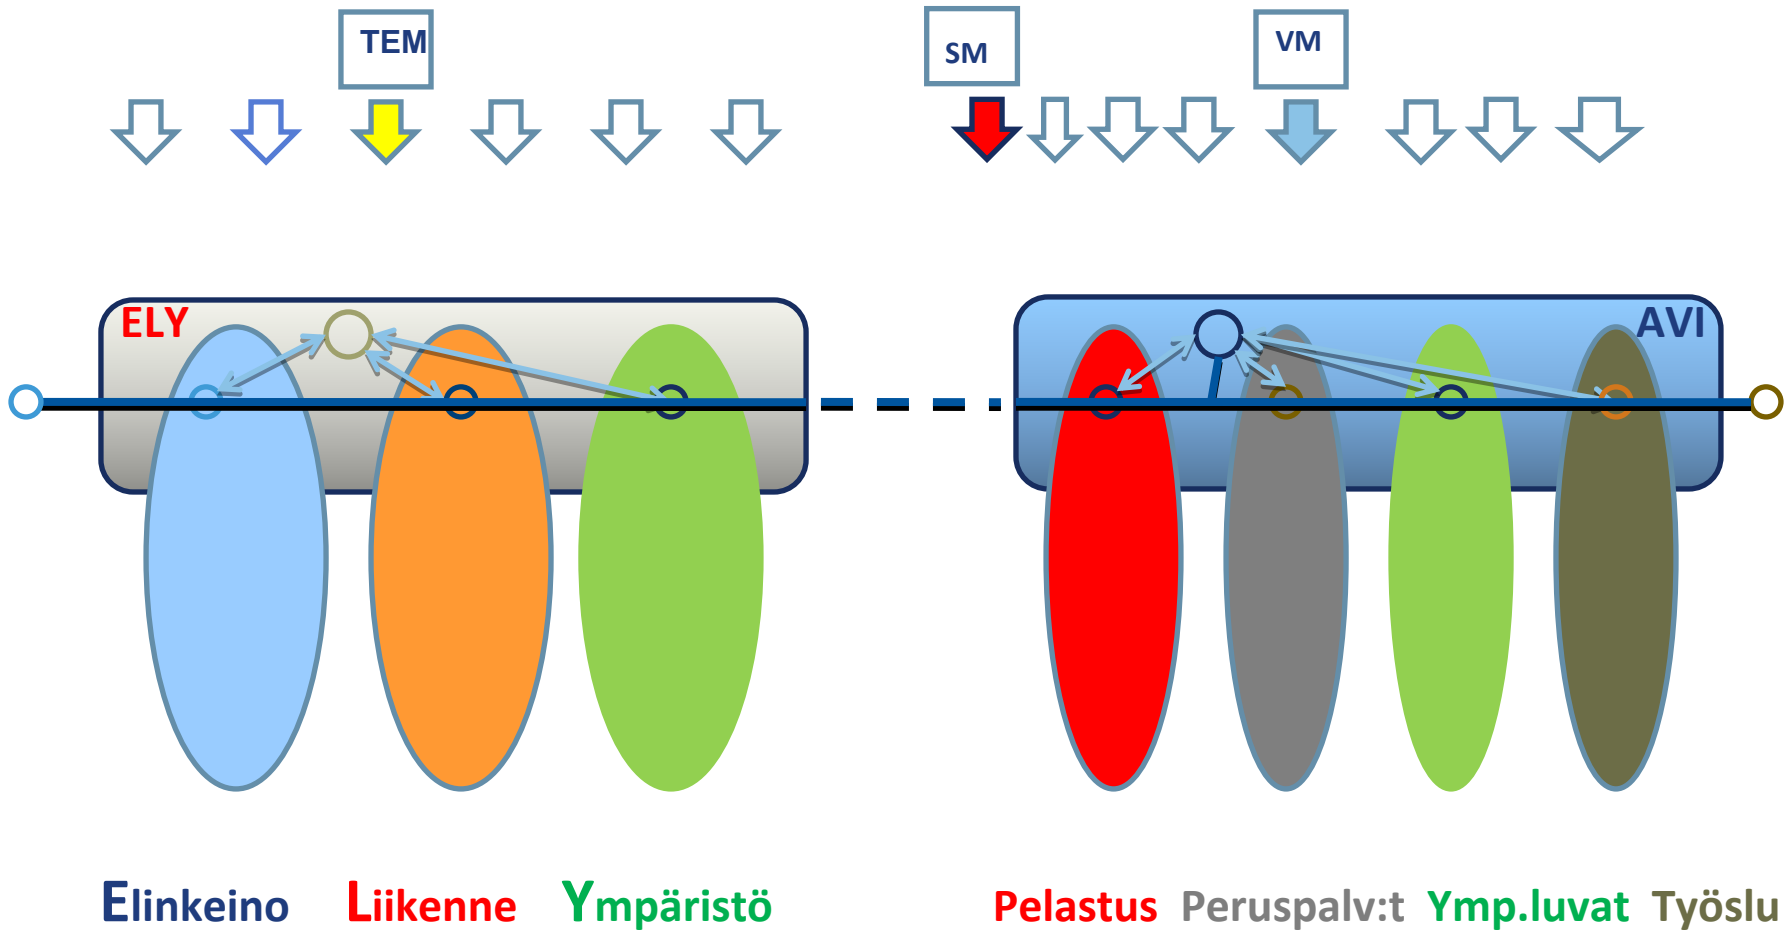 TEM
SM
VM
ELY
AVI
Elinkeino Liikenne Ympäristö
Pelastus Peruspalv:t Ymp.luvat Työslu